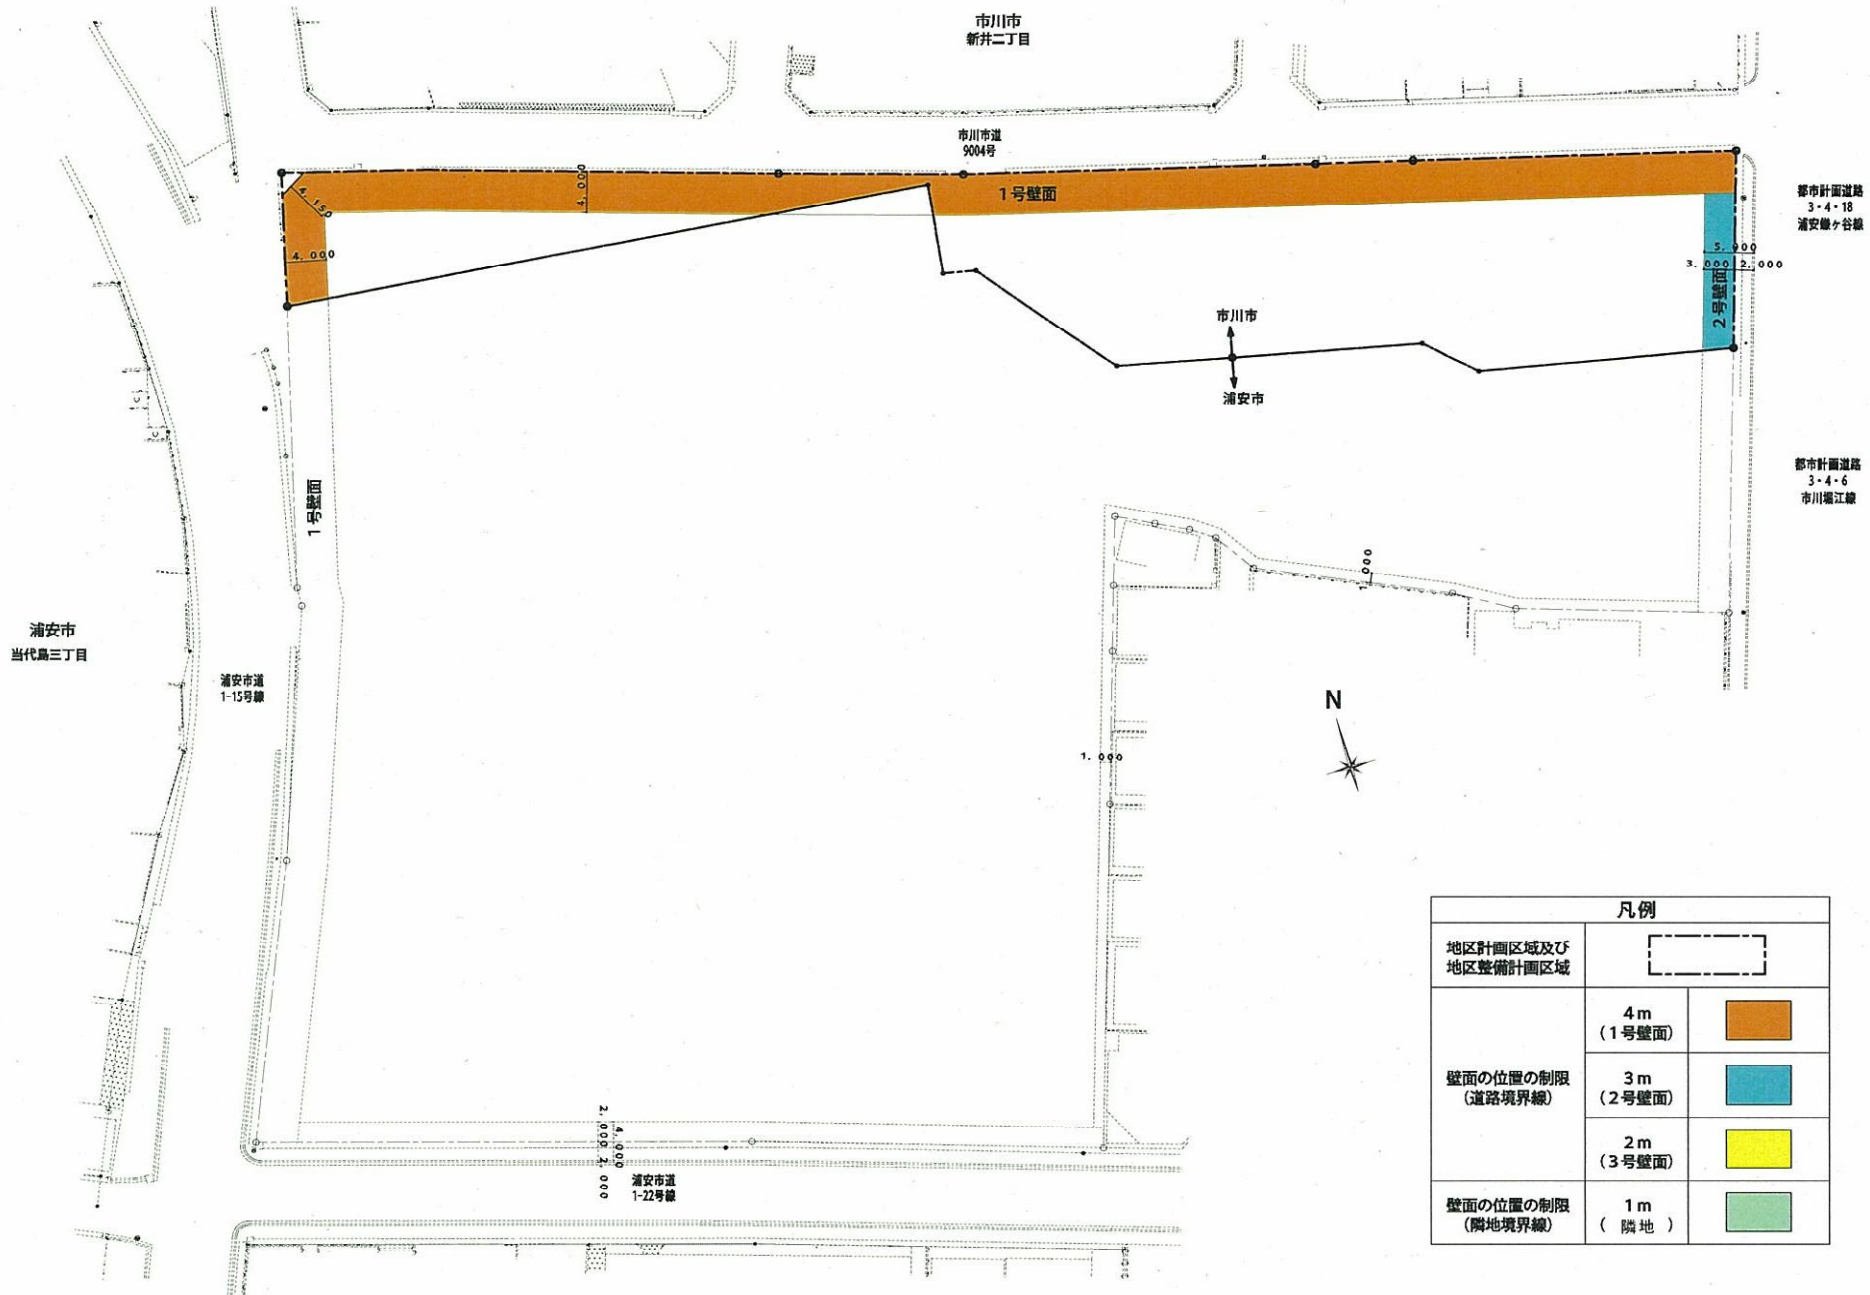 市川市
新井二丁目
市川市道
9004号
4,150
4,000
1号壁面
4,000
都市計画道路
3・4・18
浦安鎌ヶ谷線
5,000
3,000 2,000
2号壁面
市川市
浦安市
都市計画道路
3・4・6
市川堀江線
1号壁面
1,000
浦安市
当代島三丁目
浦安市道
1-15号線
N
1,000
2,000 2,000
4,000
浦安市道
1-22号線
凡例
地区計画区域及び
地区整備計画区域
壁面の位置の制限
(道路境界線)
4m
(1号壁面)
3m
(2号壁面)
2m
(3号壁面)
壁面の位置の制限
(隣地境界線)
1m
( 隣地 )